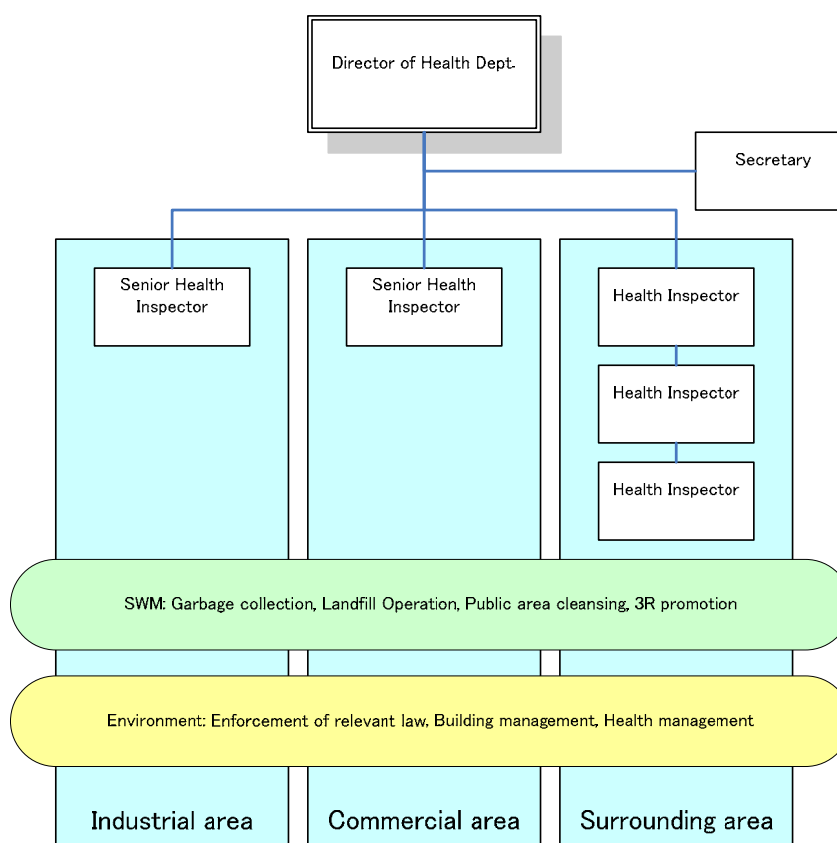 Director of Health Dept.
Secretary
Senior Health
Inspector
Senior Health
Inspector
Health Inspector
Health Inspector
Health Inspector
SWM: Garbage collection, Landfill Operation, Public area cleansing, 3R promotion
Environment: Enforcement of relevant law, Building management, Health management
Industrial area
Commercial area
Surrounding area